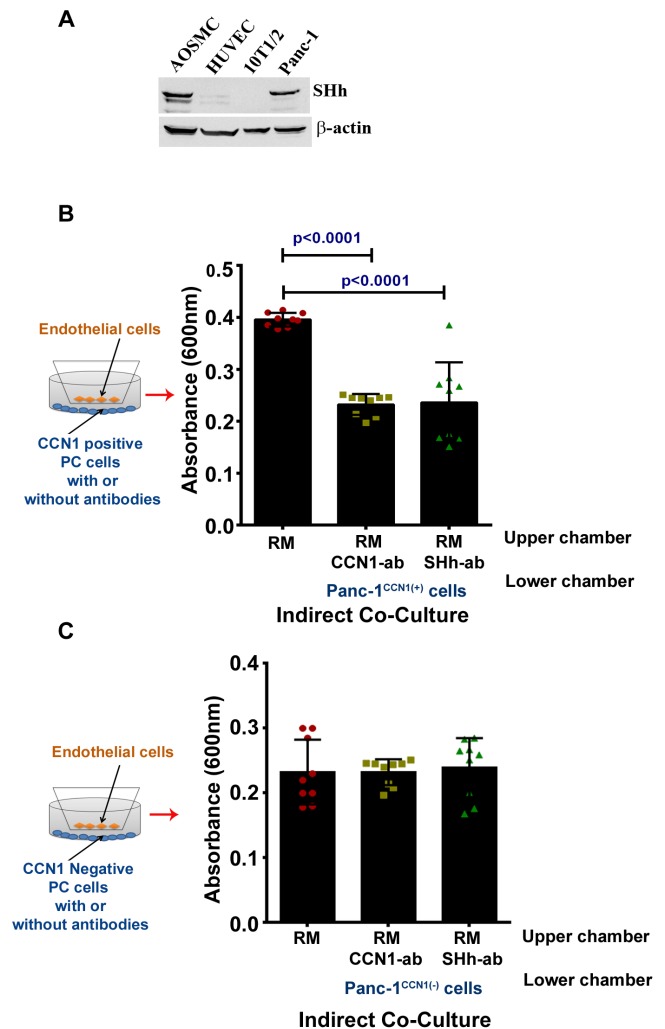 A
AOSMC HUVEC 10T1/2 Panc-1
SHh
β-actin
B
p<0.0001
p<0.0001
Absorbance (600nm)
0.5
0.4
0.3
0.2
0.1
0.0
Endothelial cells
CCN1 positive
PC cells
with or
without antibodies
RM RM RM
CCN1-ab SHh-ab
Upper chamber
Panc-1CCN1(+) cells
Lower chamber
Indirect Co-Culture
C
Absorbance (600nm)
0.4
0.3
0.2
0.1
0.0
Endothelial cells
CCN1 Negative
PC cells
with or
without antibodies
RM RM RM
CCN1-ab SHh-ab
Upper chamber
Panc-1CCN1(-) cells
Lower chamber
Indirect Co-Culture